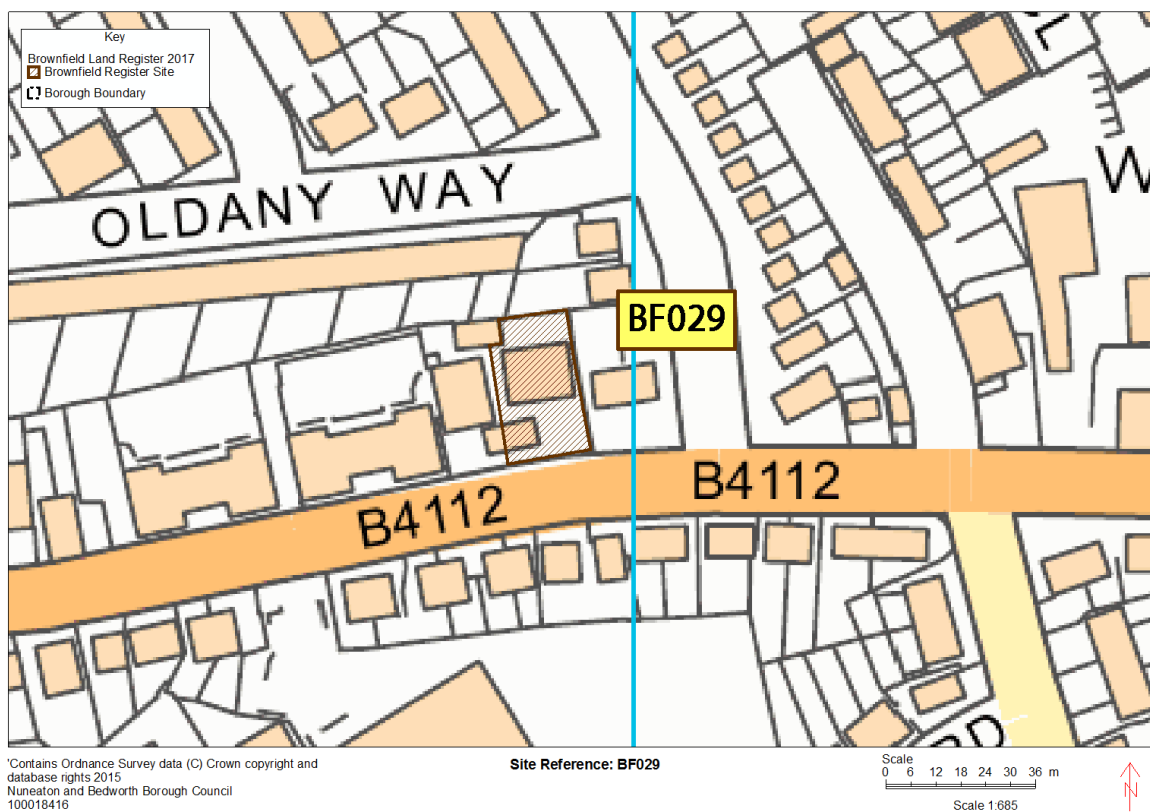 Key
Brownfield Land Register 2017
Brownfield Register Site
Borough Boundary
OLDANY WAY
W
BF029
B4112
B4112
'Contains Ordnance Survey data (C) Crown copyright and
database rights 2015
Nuneaton and Bedworth Borough Council
100018416
Site Reference: BF029
Scale
0 6 12 18 24 30 36 m
Scale 1:685
N